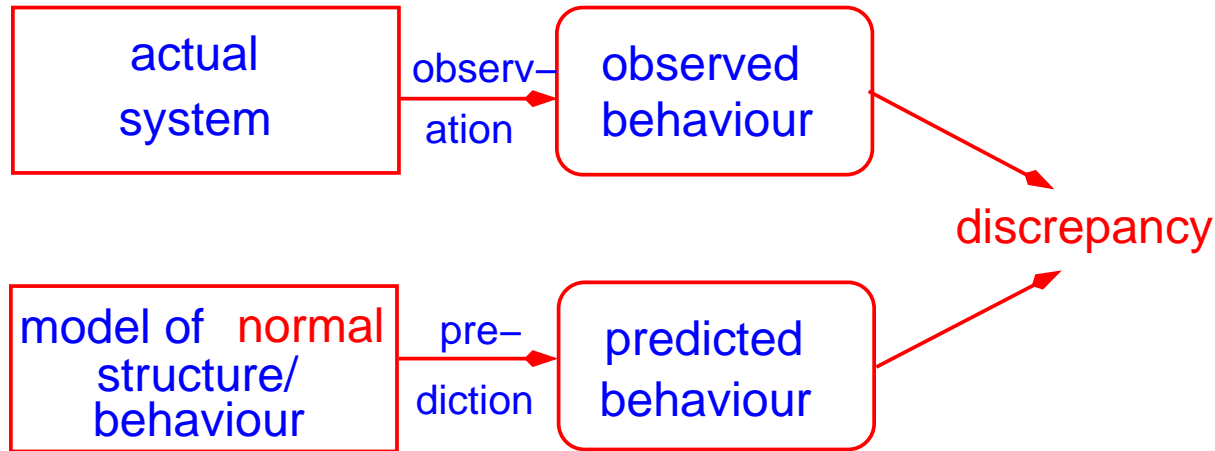 actual
system
observ–
ation
observed
behaviour
discrepancy
model of normal
structure/
behaviour
pre–
diction
predicted
behaviour